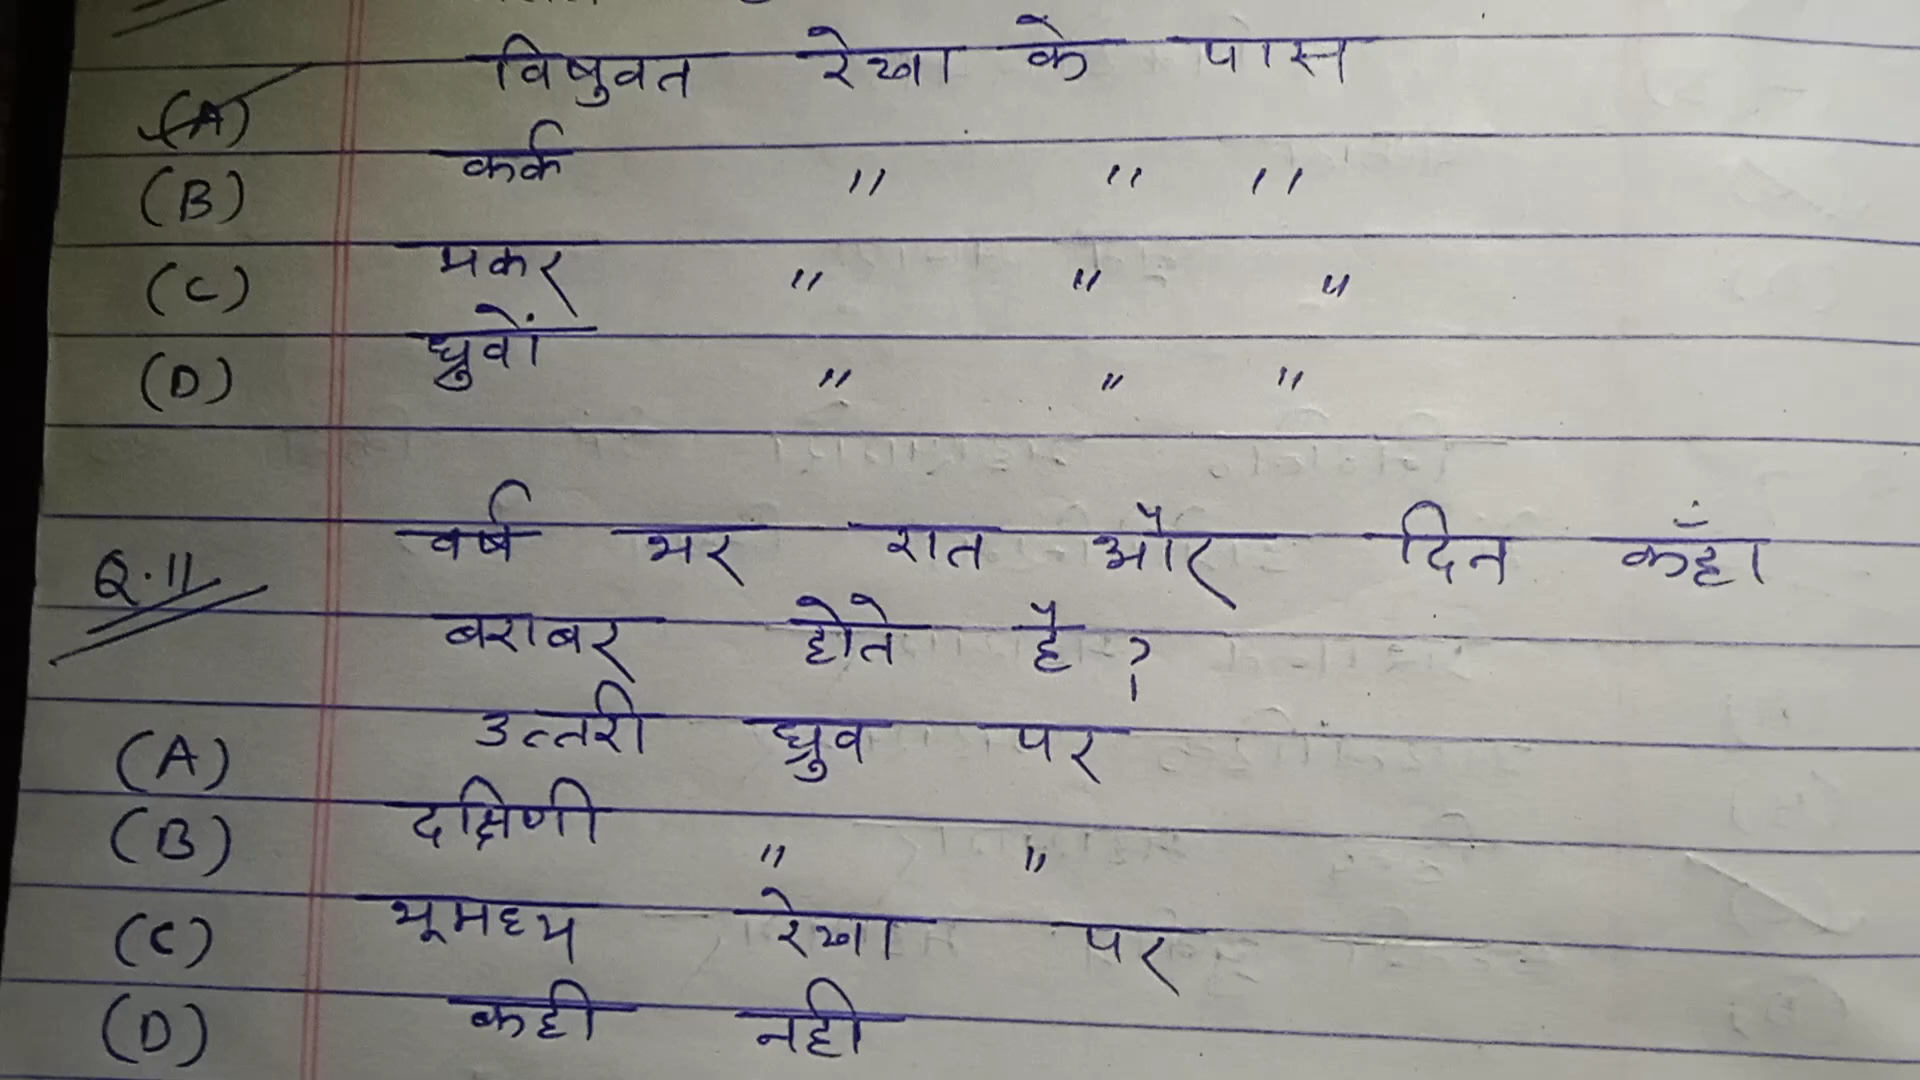 (A) विषुवत रेखा के पास
(B) कर्क " " "
(C) मकर " " "
(D) ध्रुवों " " "
Q.11 वर्ष भर रात और दिन कहाँ
बराबर होते है?
(A) उत्तरी ध्रुव पर
(B) दक्षिणी " "
(C) भूमध्य रेखा पर
(D) कही नही